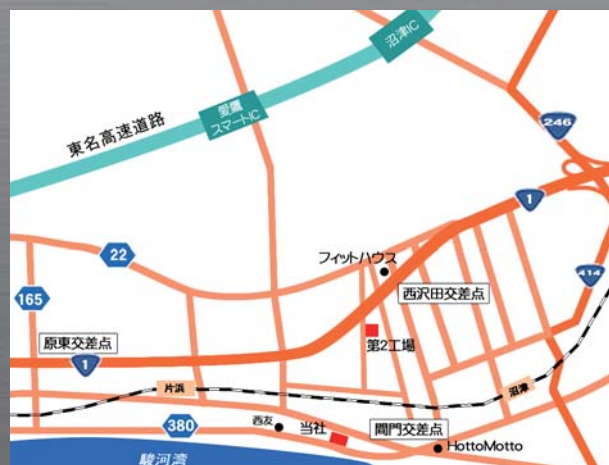 沼津IC
愛鷹
スマートIC
東名高速道路
246
1
22
フィットハウス
414
165
西沢田交差点
原東交差点
第2工場
1
片浜
沼津
380
西友
当社
間門交差点
HottoMotto
駿河湾